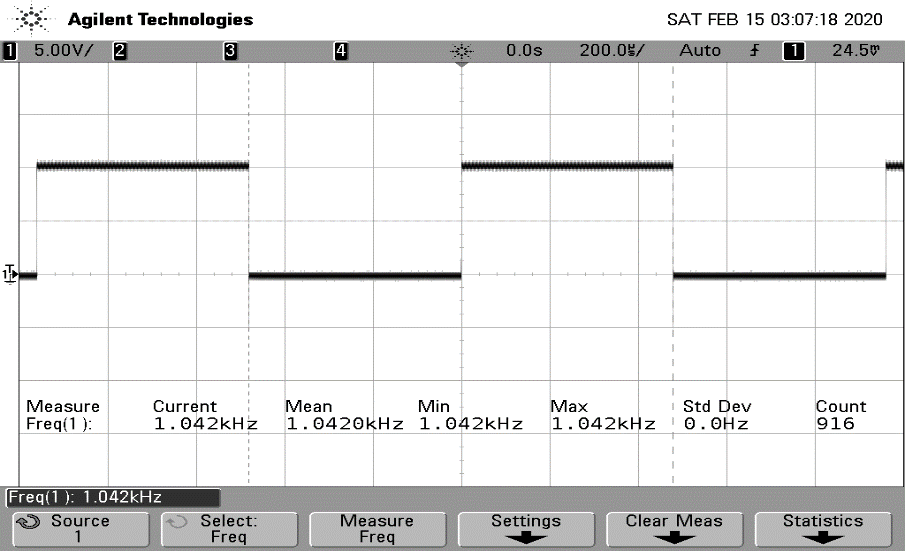 Agilent Technologies SAT FEB 15 03:07:18 2020
1 5.00V/ 2 3 4 0.0s 200.0㎲/ Auto 1 24.5㎷
1
Measure Current Mean Min Max Std Dev Count
Freq(1): 1.042kHz 1.0420kHz 1.042kHz 1.042kHz 0.0Hz 916
Freq(1): 1.042kHz
Source Select: Measure Settings Clear Meas Statistics
1 Freq Freq